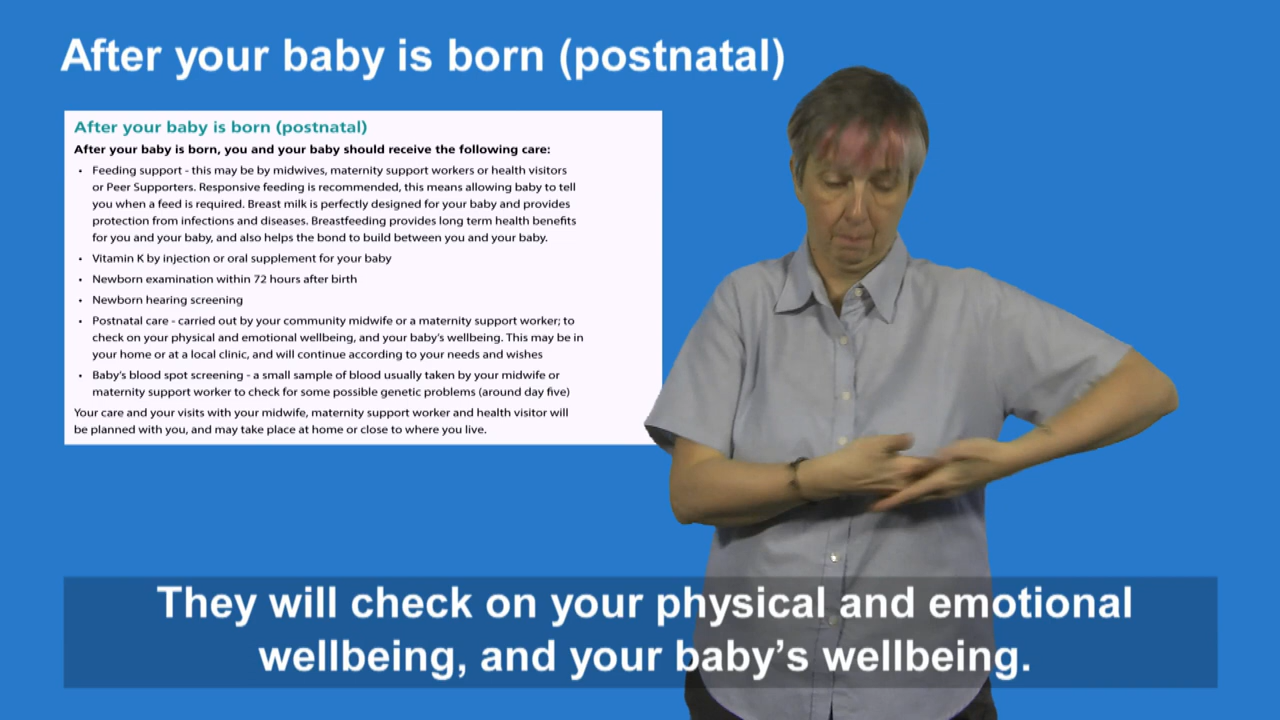 After your baby is born (postnatal)
After your baby is born (postnatal)
After your baby is born, you and your baby should receive the following care:
• Feeding support - this may be by midwives, maternity support workers or health visitors
or Peer Supporters. Responsive feeding is recommended, this means allowing baby to tell
you when a feed is required. Breast milk is perfectly designed for your baby and provides
protection from infections and diseases. Breastfeeding provides long term health benefits
for you and your baby, and also helps the bond to build between you and your baby.
• Vitamin K by injection or oral supplement for your baby
• Newborn examination within 72 hours after birth
• Newborn hearing screening
• Postnatal care - carried out by your community midwife or a maternity support worker; to
check on your physical and emotional wellbeing, and your baby's wellbeing. This may be in
your home or at a local clinic, and will continue according to your needs and wishes
• Baby's blood spot screening - a small sample of blood usually taken by your midwife or
maternity support worker to check for some possible genetic problems (around day five)
Your care and your visits with your midwife, maternity support worker and health visitor will
be planned with you, and may take place at home or close to where you live.
They will check on your physical and emotional
wellbeing, and your baby’s wellbeing.